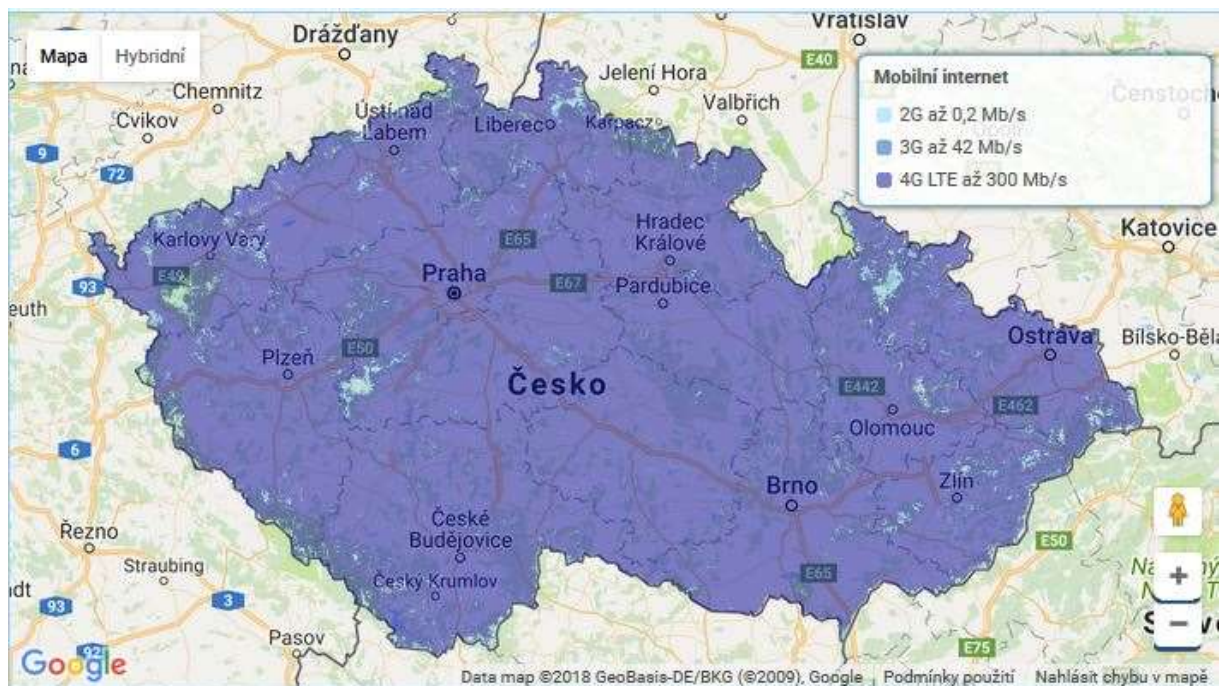 Mapa
Hybridní
Drážďany
Vratislav
E40
Mobilní internet
2G až 0,2 Mb/s
3G až 42 Mb/s
4G LTE až 300 Mb/s
Jelení Hora
Chemnitz
Valbřich
Cvikov
Ústí nad
Labem
Liberec
Karpacz
9
72
Hradec
Králové
Katovice
Karlovy Vary
E65
E49
93
Praha
E67
Pardubice
Ostrava
Bílsko-Běla
Plzeň
E50
Česko
E442
E462
Olomouc
6
Brno
Zlín
České
Budějovice
Řezno
E50
Straubing
Český Krumlov
E65
93
3
Pasov
E75
Google
Data map ©2018 GeoBasis-DE/BKG (©2009), Google
Podmínky použití
Nahlásit chybu v mapě